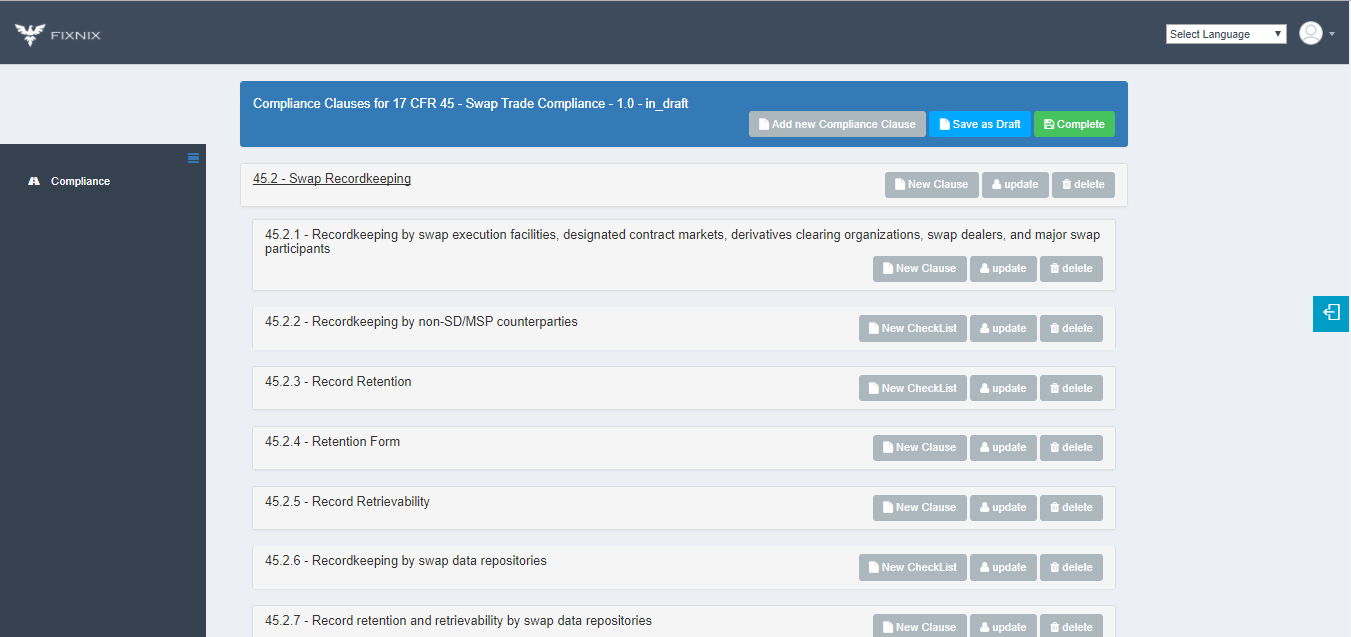 FIXNIX
Select Language
Compliance Clauses for 17 CFR 45 - Swap Trade Compliance - 1.0 - in_draft
Add new Compliance Clause Save as Draft Complete
Compliance
45.2 - Swap Recordkeeping
New Clause update delete
45.2.1 - Recordkeeping by swap execution facilities, designated contract markets, derivatives clearing organizations, swap dealers, and major swap
participants
New Clause update delete
45.2.2 - Recordkeeping by non-SD/MSP counterparties
New CheckList update delete
45.2.3 - Record Retention
New CheckList update delete
45.2.4 - Retention Form
New Clause update delete
45.2.5 - Record Retrievability
New Clause update delete
45.2.6 - Recordkeeping by swap data repositories
New CheckList update delete
45.2.7 - Record retention and retrievability by swap data repositories
New Clause update delete